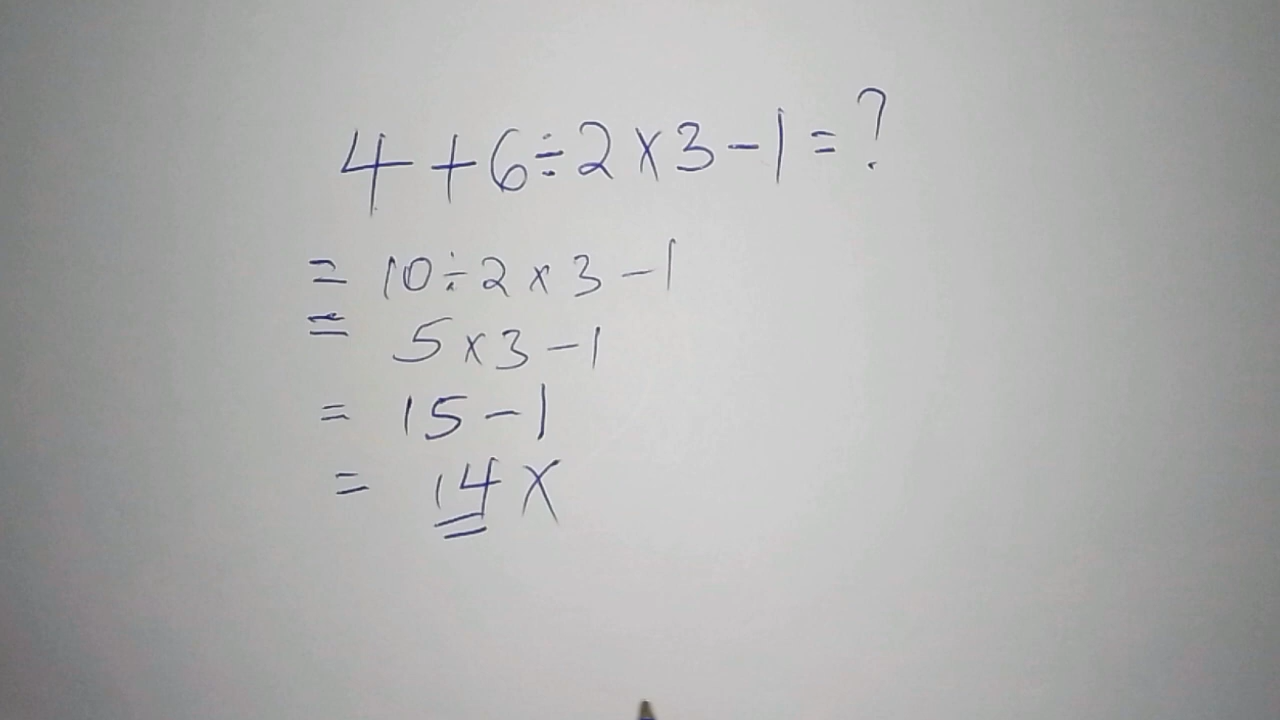 4+6÷2×3-1=?
= 10÷2×3-1
= 5×3-1
= 15-1
= 14 X